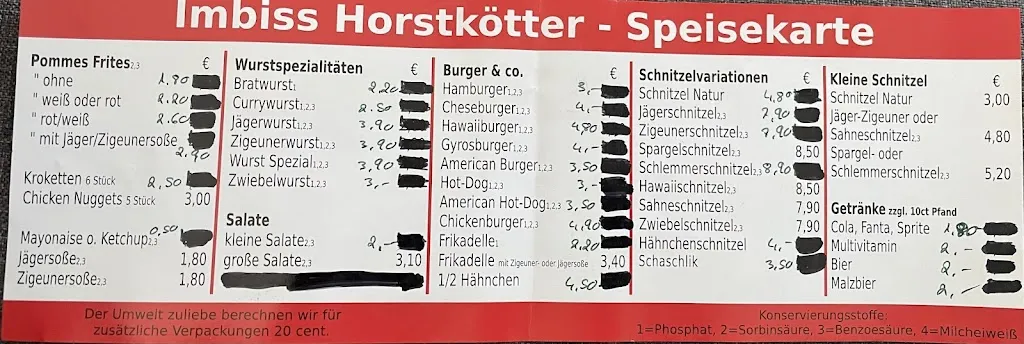 Imbiss Horstkötter - Speisekarte
Pommes Frites2,3 €
" ohne 1.80
" weiß oder rot 2.20
" rot/weiß 2.60
" mit Jäger/Zigeunersoße 2,90
Kroketten 6 Stück 2,50
Chicken Nuggets 5 Stück 3,00
Mayonaise o. Ketchup2,3 0,50
Jägersoße2,3 1,80
Zigeunersoße2,3 1,80
Wurstspezialitäten €
Bratwurst1 2.20
Currywurst1,2,3 2.50
Jägerwurst1,2,3 3,90
Zigeunerwurst1,2,3 3,90
Wurst Spezial1,2,3 3,90
Zwiebelwurst1,2,3 3,-
Salate
kleine Salate2,3 2,-
große Salate2,3 3,10
Burger & co. €
Hamburger1,2,3 3,-
Cheseburger1,2,3 4,-
Hawaiiburger1,2,3 4,80
Gyrosburger1,2,3 4,-
American Burger1,2,3 3,50
Hot-Dog1,2,3 3,-
American Hot-Dog1,2,3 3,50
Chickenburger1,2,3 4,90
Frikadelle1 2,20
Frikadelle mit Zigeuner- oder Jägersoße 3,40
1/2 Hähnchen 4,50
Schnitzelvariationen €
Schnitzel Natur 4,80
Jägerschnitzel2,3 7,90
Zigeunerschnitzel2,3 7,90
Spargelschnitzel2,3 8,50
Schlemmerschnitzel2,3 8,90
Hawaiischnitzel2,3 8,50
Sahneschnitzel2,3 7,90
Zwiebelschnitzel2,3 7,90
Hähnchenschnitzel 4,-
Schaschlik 3,50
Kleine Schnitzel €
Schnitzel Natur 3,00
Jäger-Zigeuner oder
Sahneschnitzel2,3 4,80
Spargel- oder
Schlemmerschnitzel2,3 5,20
Getränke zzgl. 10ct Pfand
Cola, Fanta, Sprite 1,80
Multivitamin 2,-
Bier 2,-
Malzbier 2,-
Der Umwelt zuliebe berechnen wir für
zusätzliche Verpackungen 20 cent.
Konservierungsstoffe:
1=Phosphat, 2=Sorbinsäure, 3=Benzoesäure, 4=Milcheiweiß